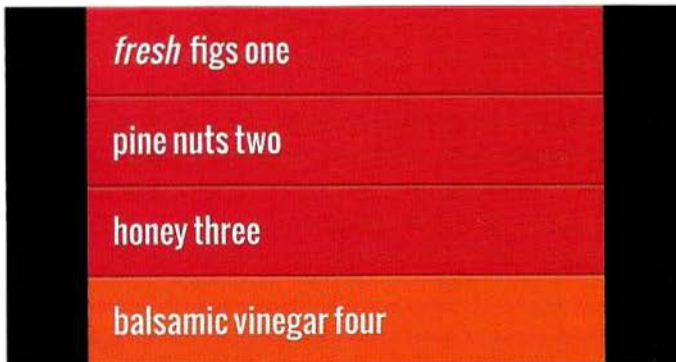 fresh figs one
pine nuts two
honey three
balsamic vinegar four